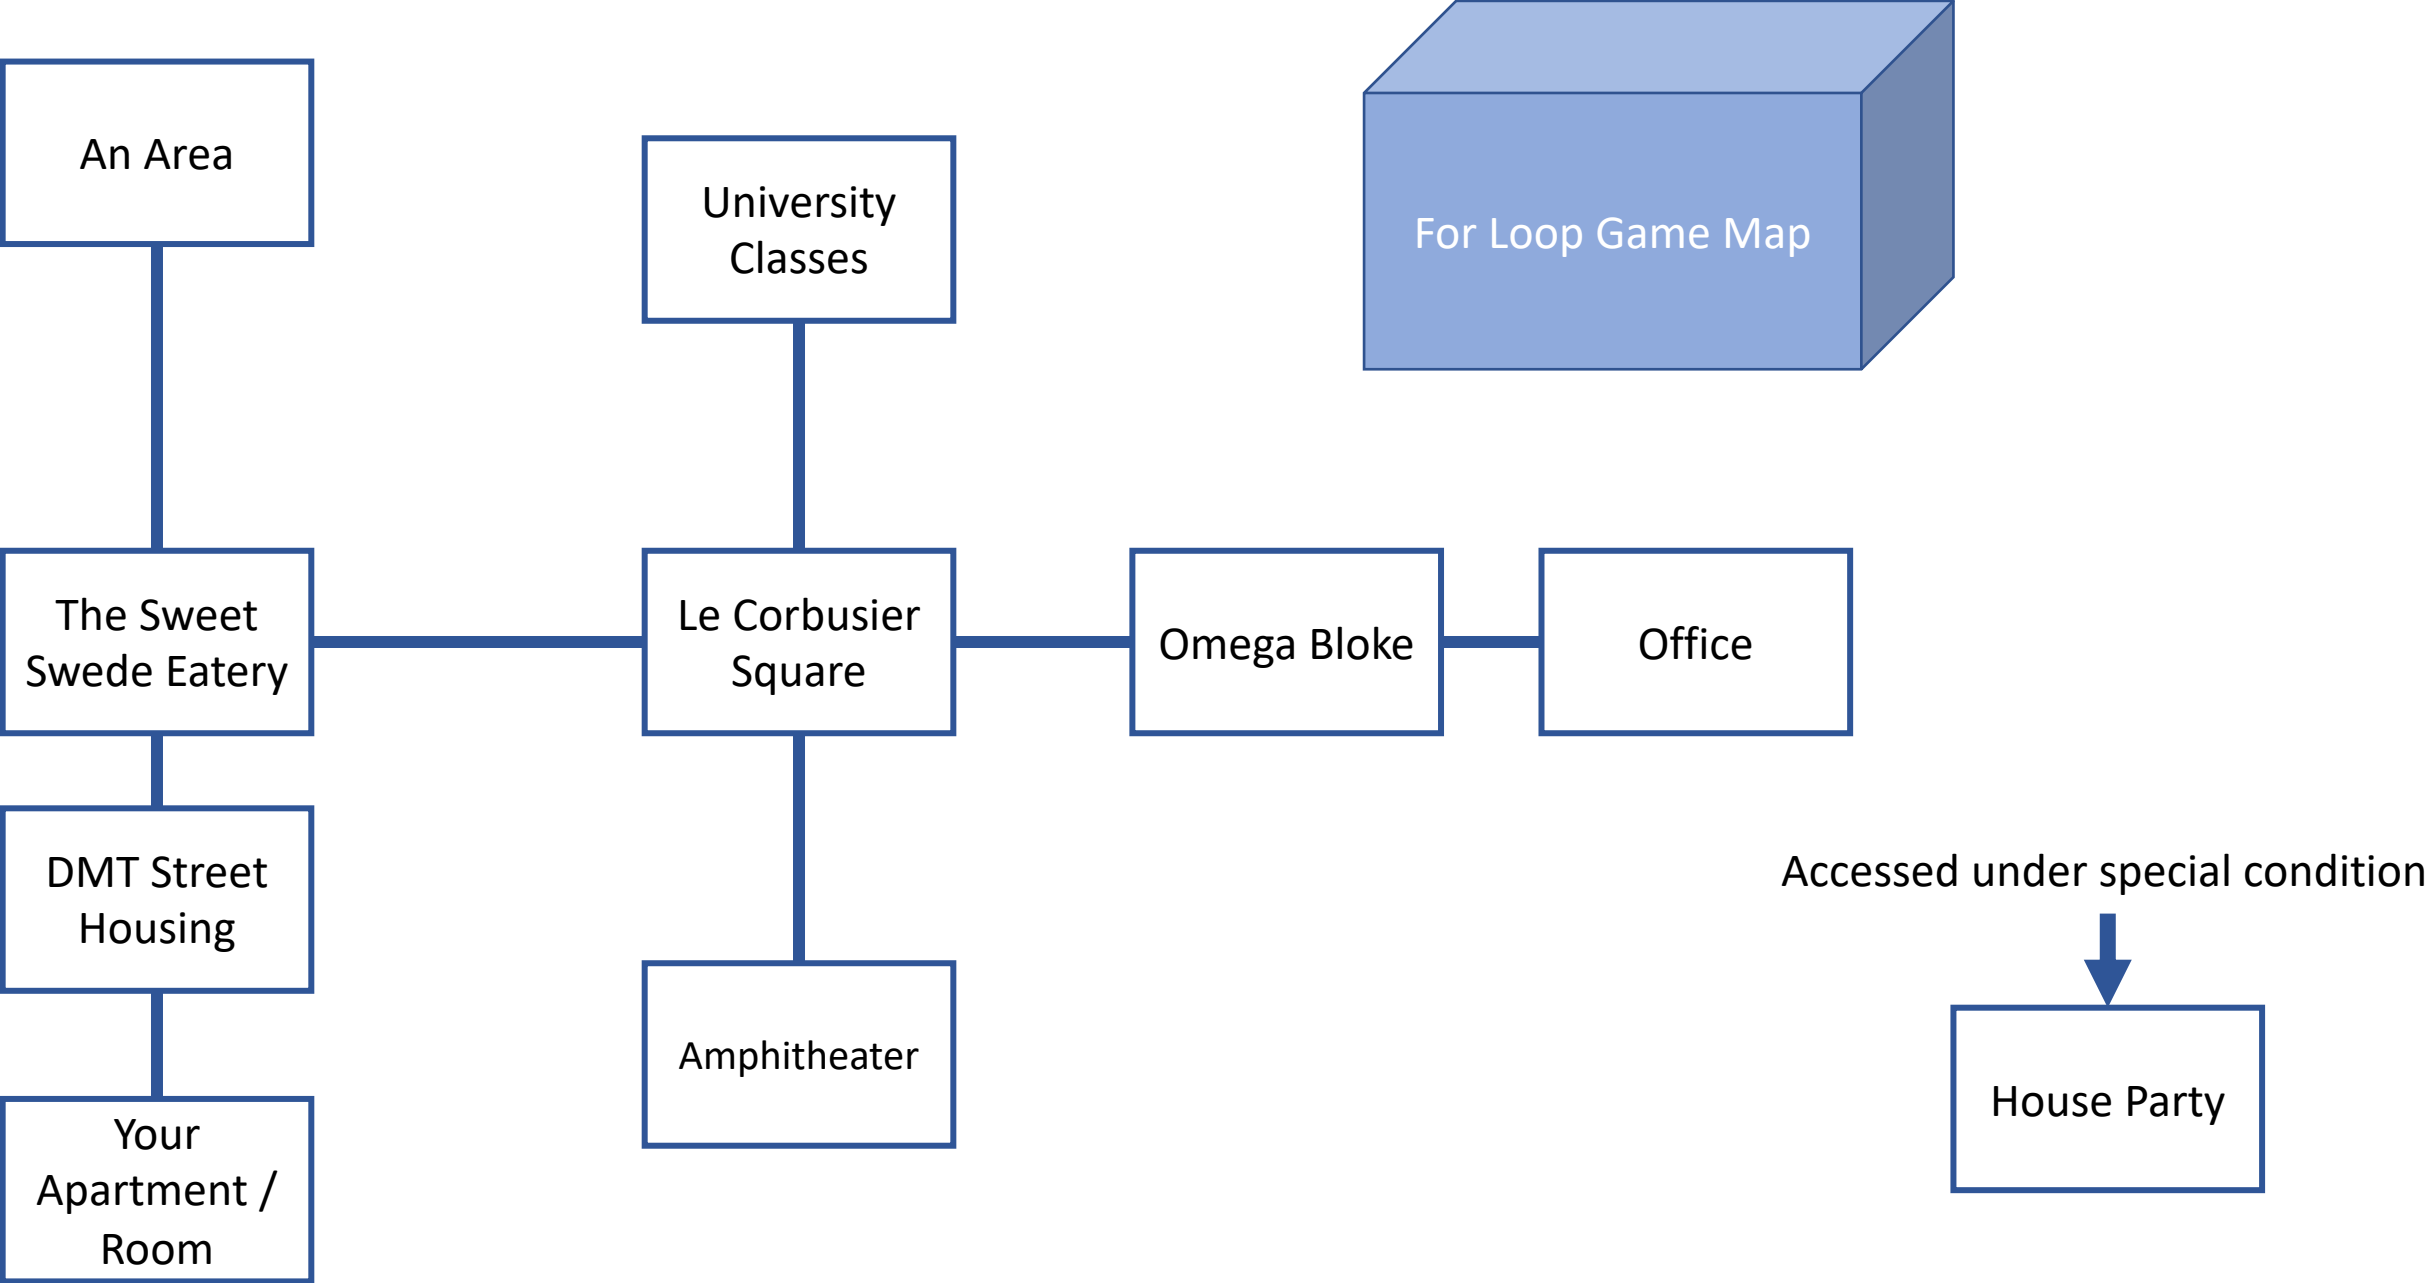 An Area
University
Classes
For Loop Game Map
The Sweet
Swede Eatery
Le Corbusier
Square
Omega Bloke
Office
DMT Street
Housing
Accessed under special condition
Amphitheater
House Party
Your
Apartment /
Room